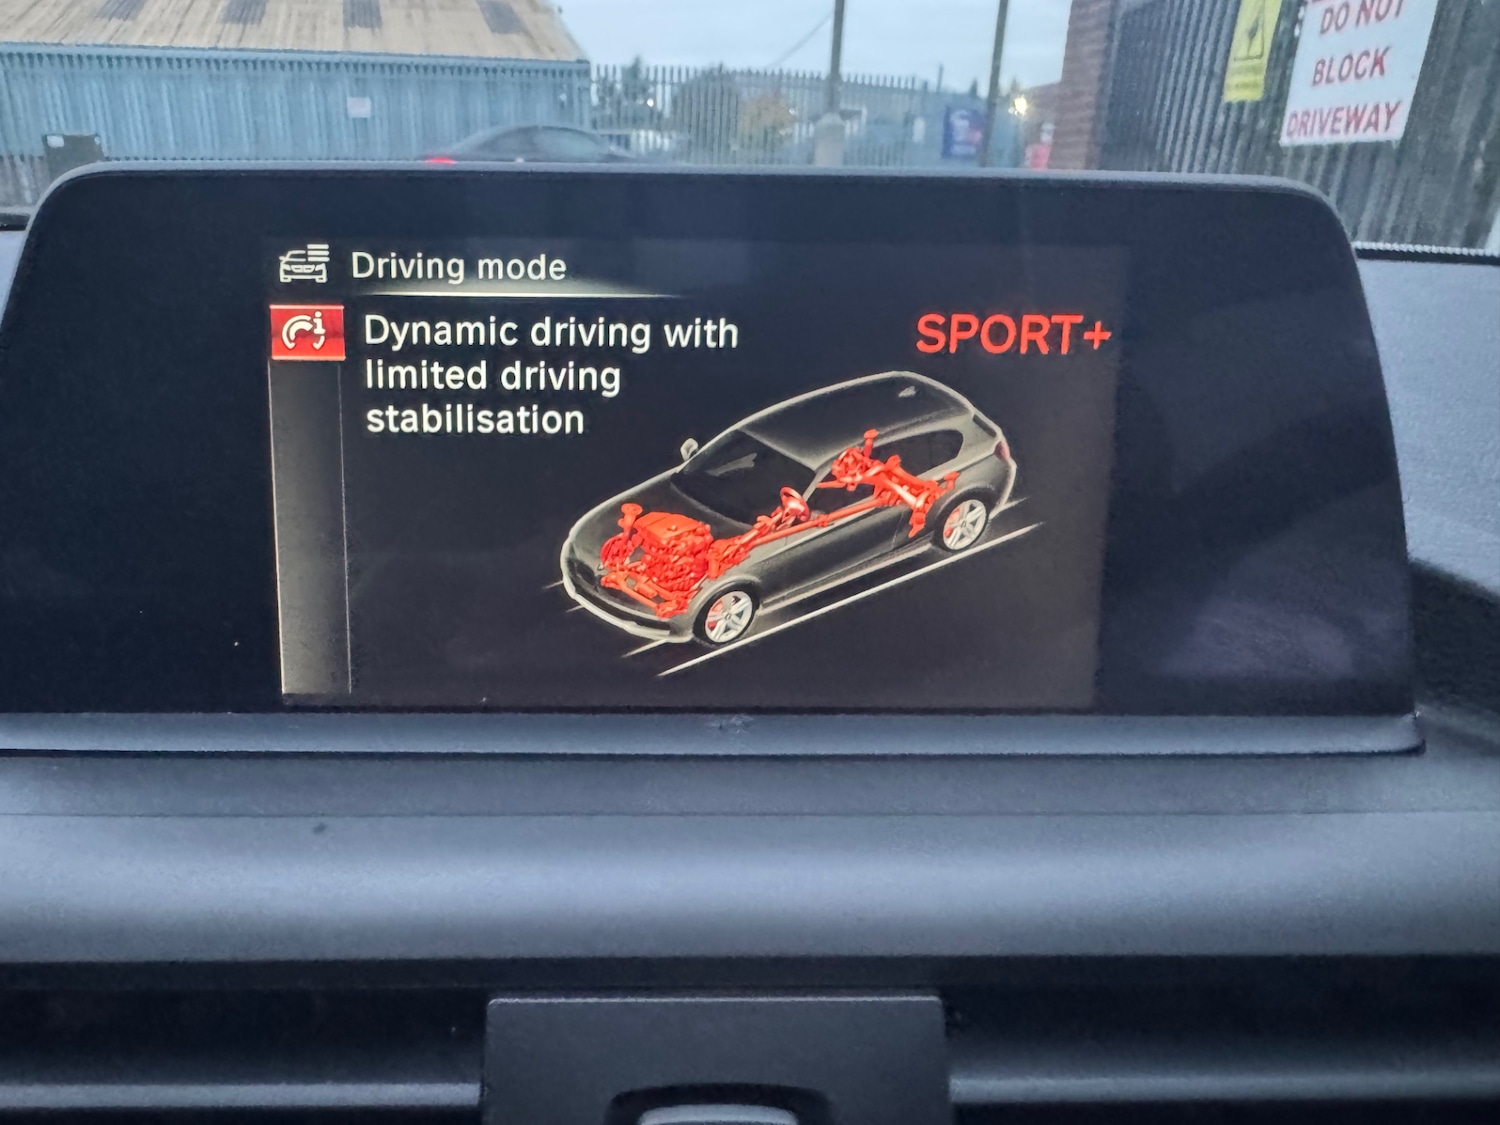 DO NOT
BLOCK
DRIVEWAY
Driving mode
Dynamic driving with
limited driving
stabilisation
SPORT+